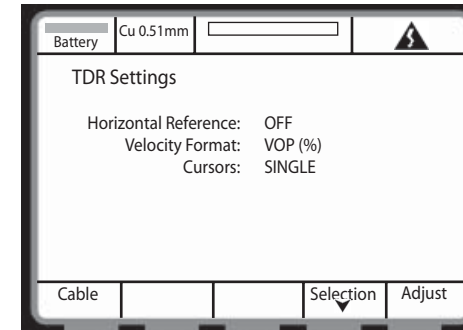 Battery
Cu 0.51mm
TDR Settings
Horizontal Reference: OFF
Velocity Format: VOP (%)
Cursors: SINGLE
Cable
Selection
Adjust